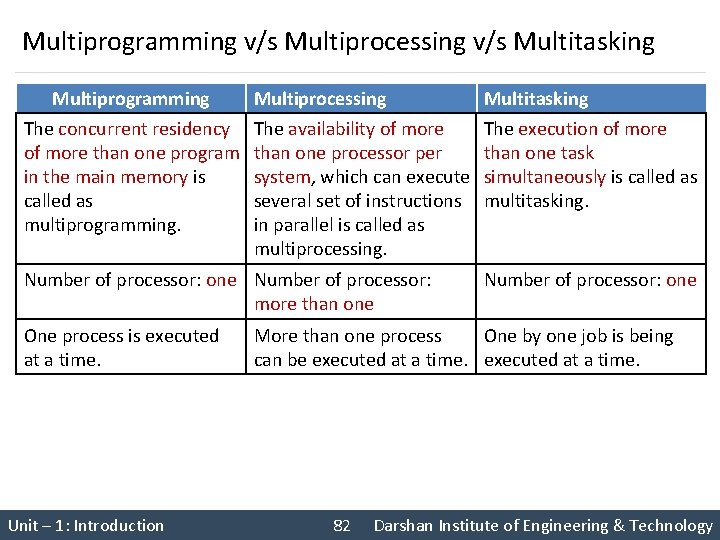 Multiprogramming v/s Multiprocessing v/s Multitasking
Multiprogramming
Multiprocessing
Multitasking
The concurrent residency
of more than one program
in the main memory is
called as
multiprogramming.
The availability of more
than one processor per
system, which can execute
several set of instructions
in parallel is called as
multiprocessing.
The execution of more
than one task
simultaneously is called as
multitasking.
Number of processor: one
Number of processor:
more than one
Number of processor: one
One process is executed
at a time.
More than one process
can be executed at a time.
One by one job is being
executed at a time.
Unit – 1: Introduction
82
Darshan Institute of Engineering & Technology